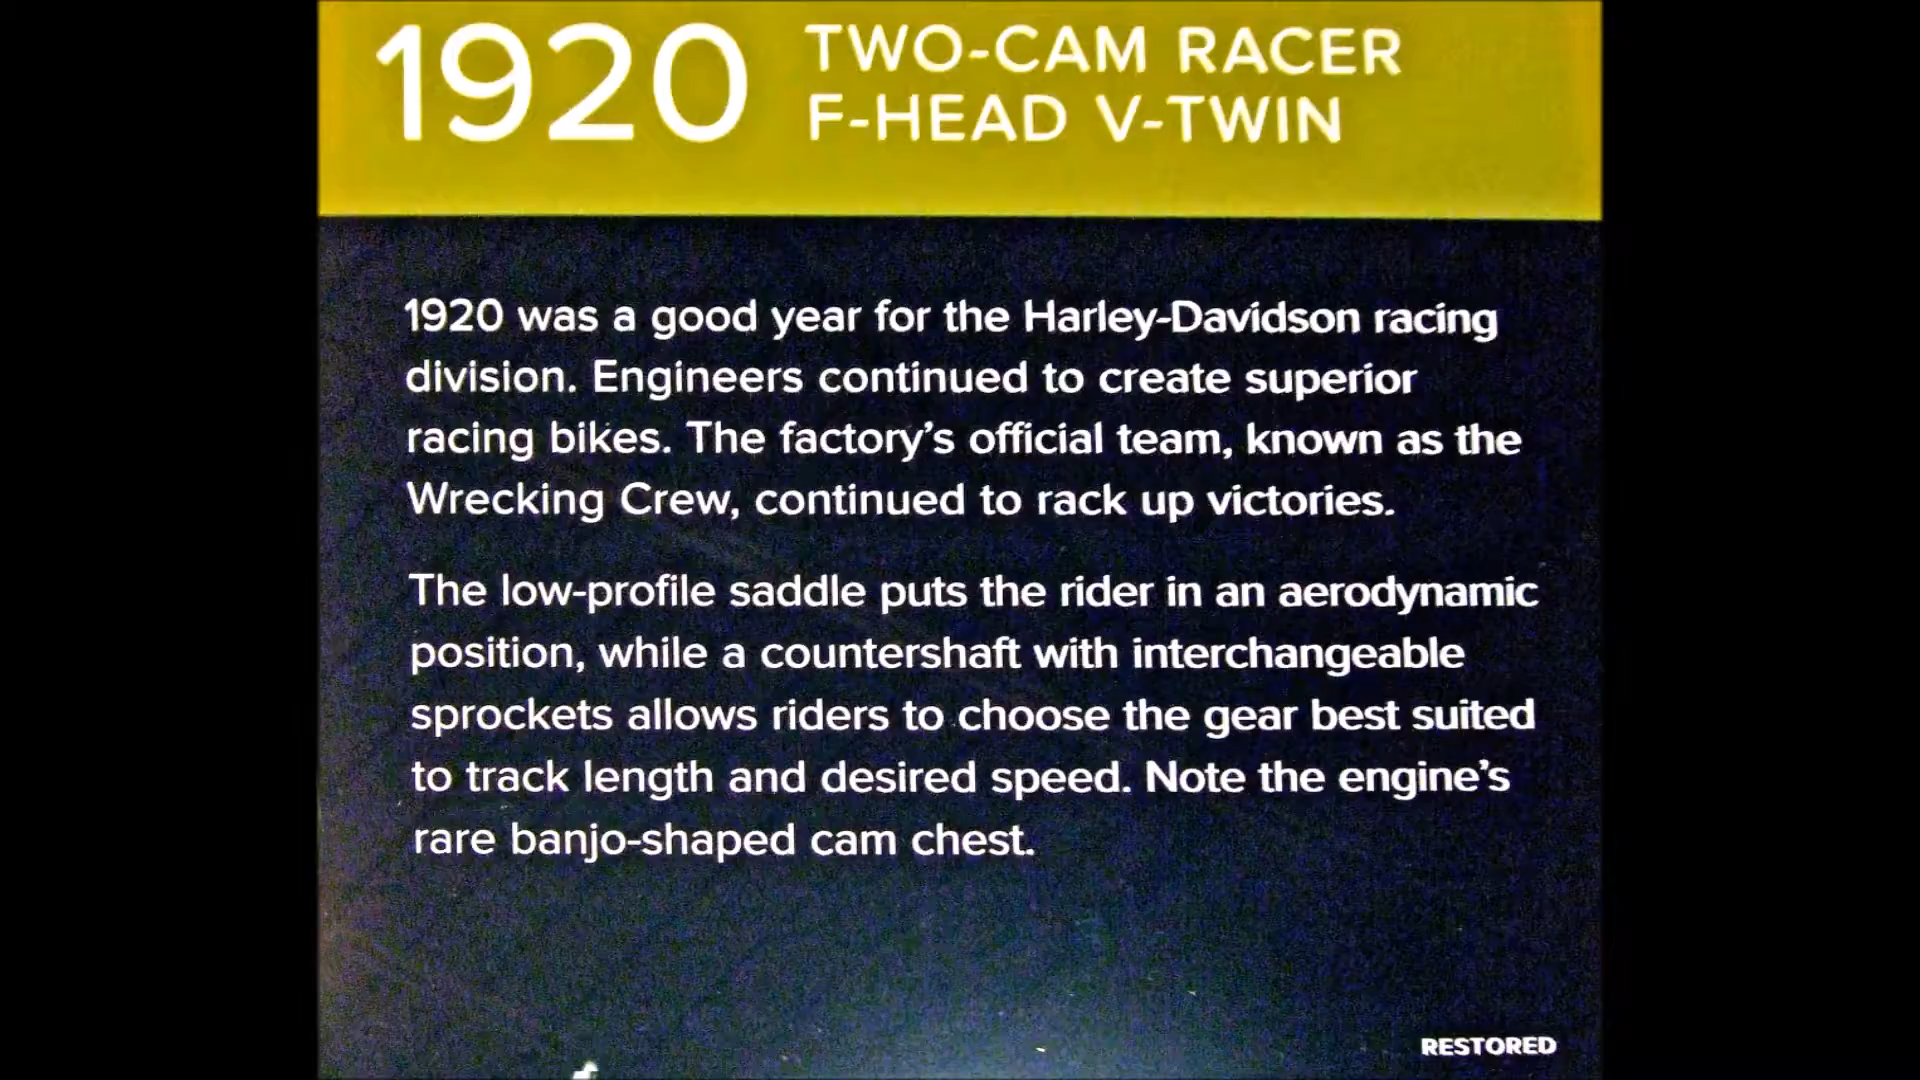 1920
TWO-CAM RACER
F-HEAD V-TWIN
1920 was a good year for the Harley-Davidson racing
division. Engineers continued to create superior
racing bikes. The factory’s official team, known as the
Wrecking Crew, continued to rack up victories.
The low-profile saddle puts the rider in an aerodynamic
position, while a countershaft with interchangeable
sprockets allows riders to choose the gear best suited
to track length and desired speed. Note the engine’s
rare banjo-shaped cam chest.
RESTORED